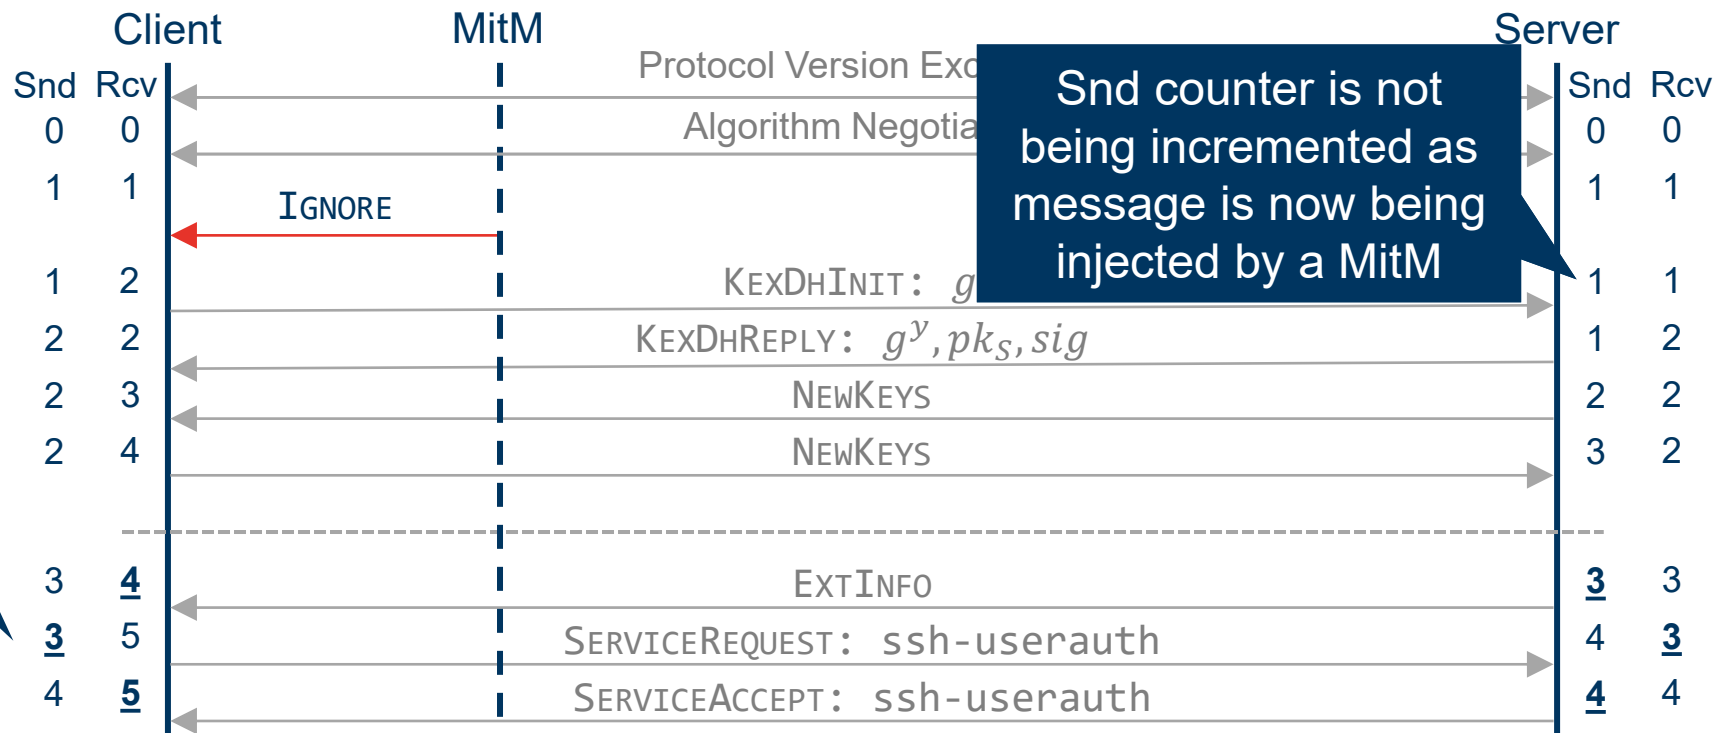 Client MitM Server
Snd Rcv Protocol Version Exc Snd Rcv
0 0 Algorithm Negotia 0 0
Snd counter is not
being incremented as
message is now being
injected by a MitM
1 1 IGNORE 1 1
1 2 KEXDHINIT: g 1 1
2 2 KEXDHREPLY: g^y, pk_S, sig 1 2
2 3 NEWKEYS 2 2
2 4 NEWKEYS 3 2
3 4 EXTINFO 3 3
3 5 SERVICEREQUEST: ssh-userauth 4 3
4 5 SERVICEACCEPT: ssh-userauth 4 4